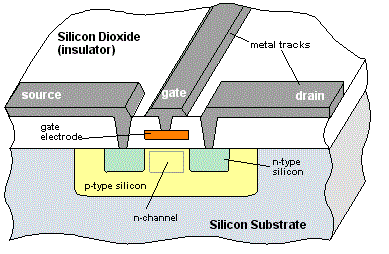 Silicon Dioxide
(insulator)
metal tracks
source
gate
drain
gate
electrode
n-type
silicon
p-type silicon
n-channel
Silicon Substrate